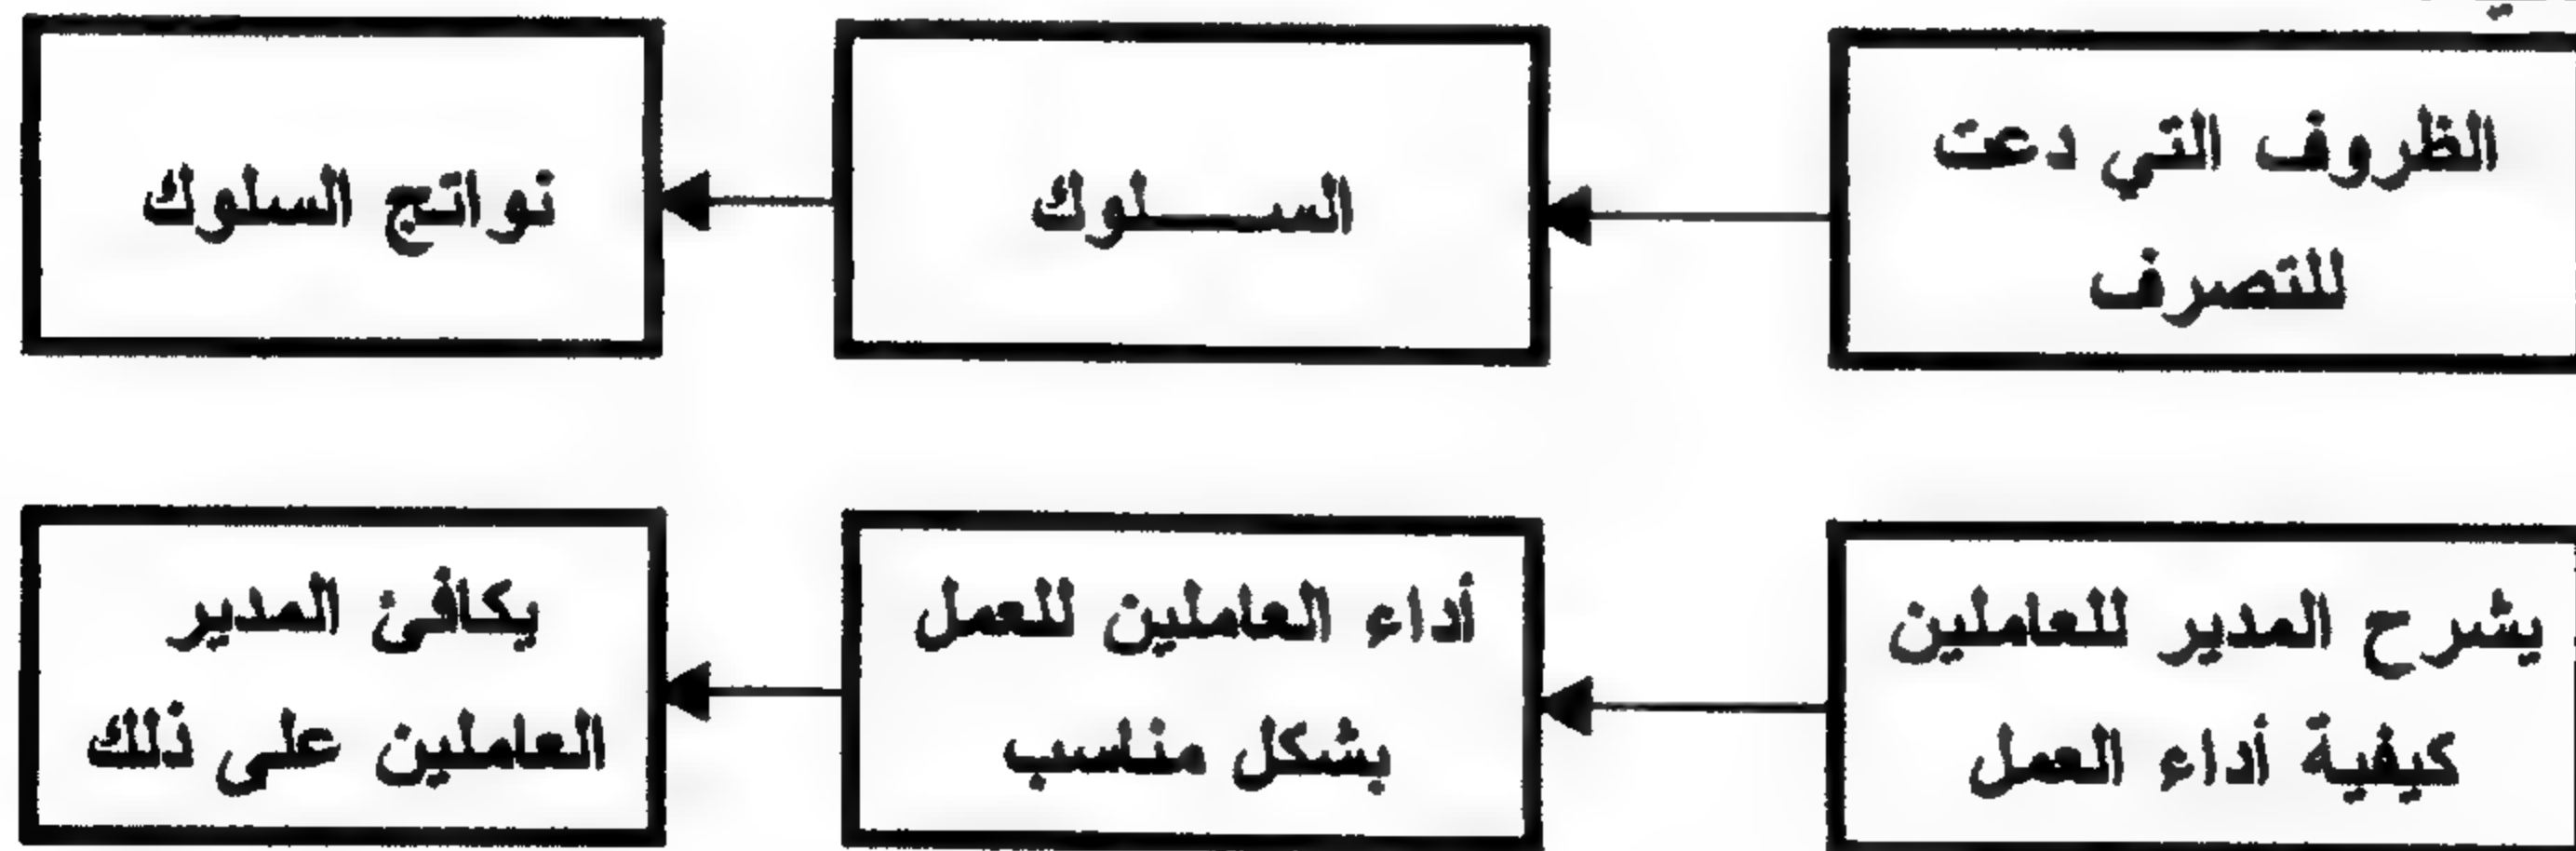 الظروف التي دعت
للتصرف
السلوك
نواتج السلوك
يشرح المدير للعاملين
كيفية أداء العمل
أداء العاملين للعمل
بشكل مناسب
يكافئ المدير
العاملين على ذلك